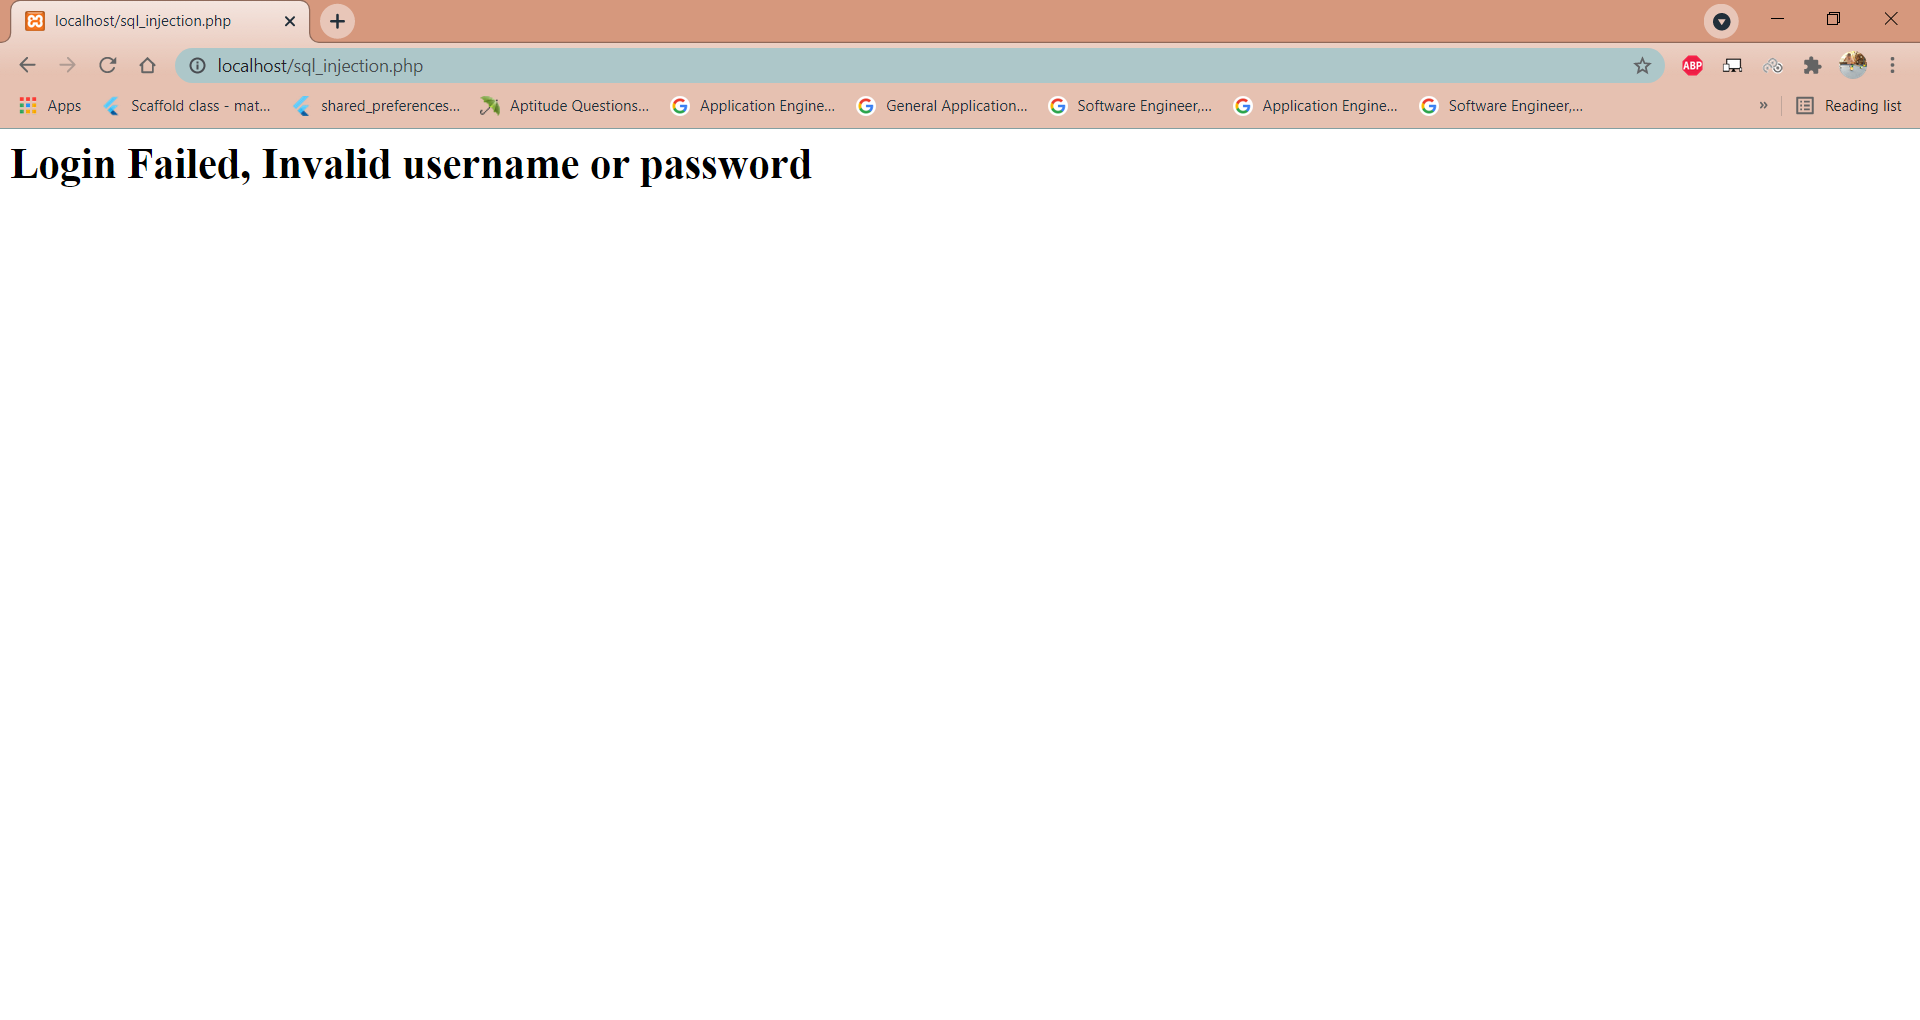 localhost/sql_injection.php
localhost/sql_injection.php
ABP
Apps Scaffold class - mat... shared_preferences... Aptitude Questions... Application Engine... General Application... Software Engineer,... Application Engine... Software Engineer,... » Reading list
Login Failed, Invalid username or password